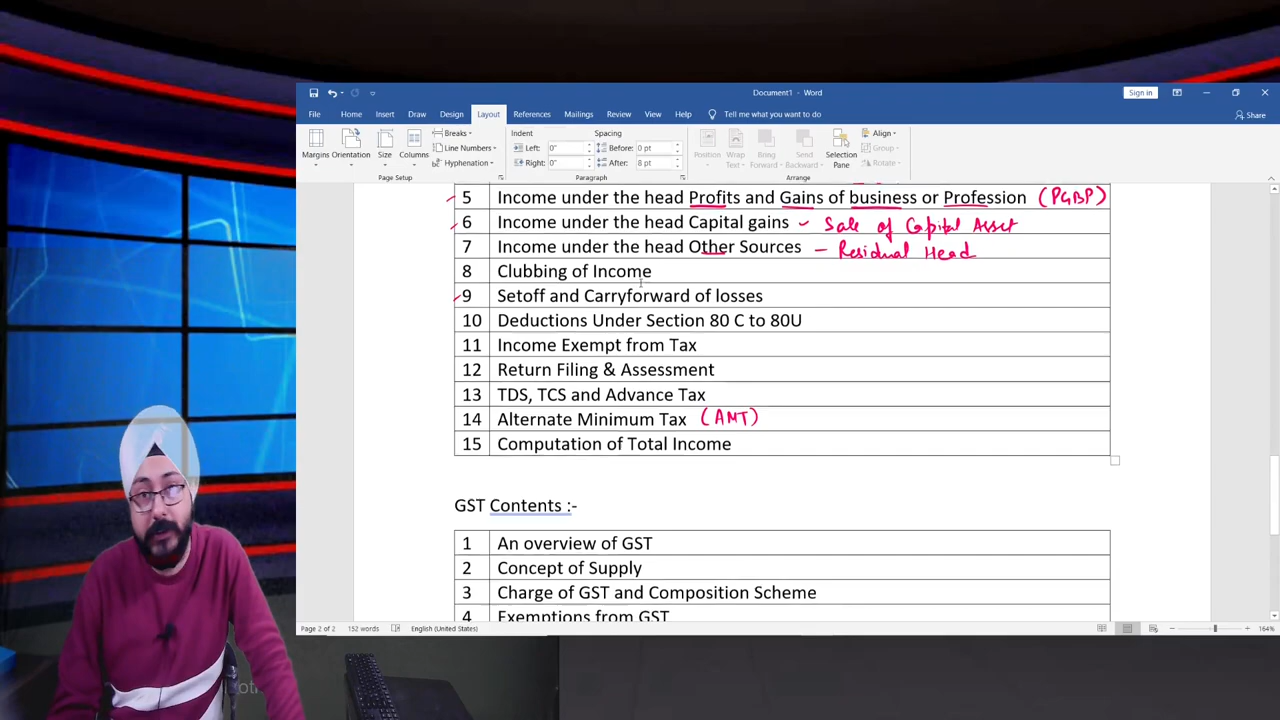 Document1 - Word
Sign in
File Home Insert Draw Design Layout References Mailings Review View Help Tell me what you want to do
Share
Margins Orientation Size Columns
Breaks
Line Numbers
Hyphenation
Page Setup
Indent
Left: 0"
Right: 0"
Spacing
Before: 0 pt
After: 8 pt
Paragraph
Position Wrap Text Bring Forward Send Backward Selection Pane
Align
Group
Rotate
Arrange
5 Income under the head Profits and Gains of business or Profession (PGBP)
6 Income under the head Capital gains - Sale of Capital Asset
7 Income under the head Other Sources - Residual Head
8 Clubbing of Income
9 Setoff and Carryforward of losses
10 Deductions Under Section 80 C to 80U
11 Income Exempt from Tax
12 Return Filing & Assessment
13 TDS, TCS and Advance Tax
14 Alternate Minimum Tax (AMT)
15 Computation of Total Income
GST Contents :-
1 An overview of GST
2 Concept of Supply
3 Charge of GST and Composition Scheme
4 Exemptions from GST
Page 2 of 2 152 words English (United States) 164%